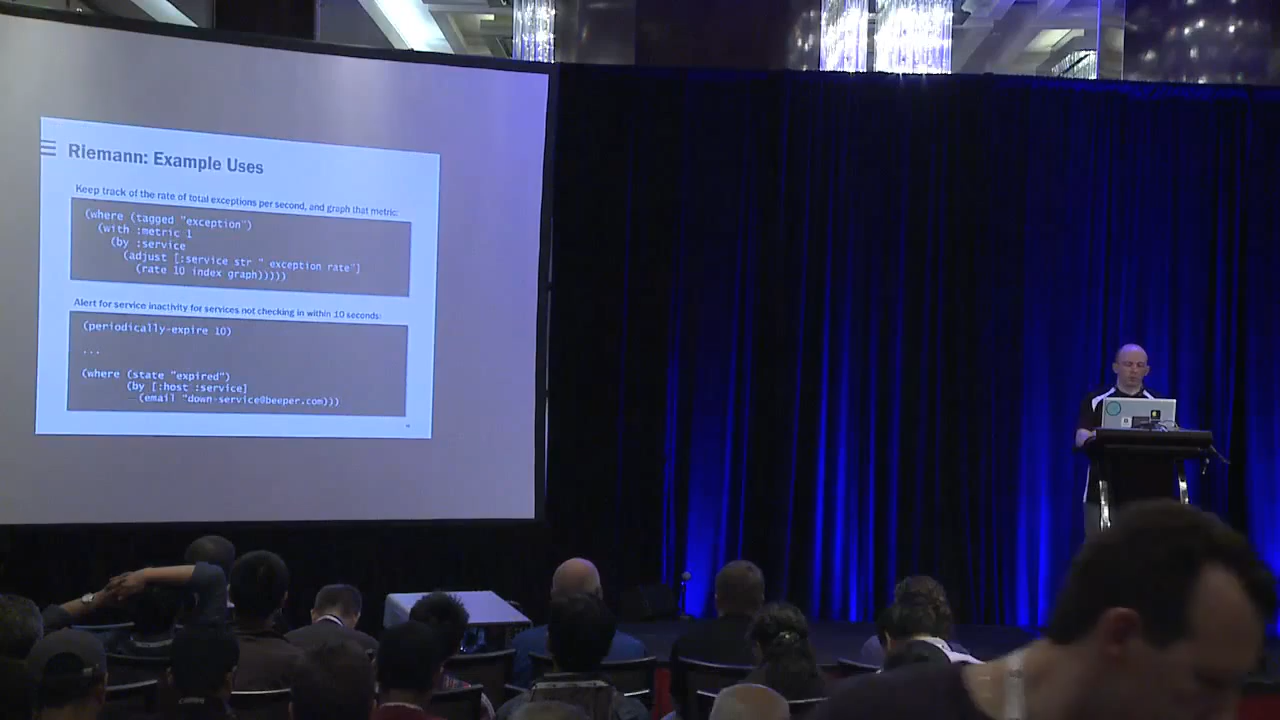 Riemann: Example Uses
Keep track of the rate of total exceptions per second, and graph that metric:
(where (tagged "exception")
(with :metric 1
(by :service
(adjust [:service str " exception rate"]
(rate 10 index graph)))))
Alert for service inactivity for services not checking in within 10 seconds:
(periodically-expire 10)
...
(where (state "expired")
(by [:host :service]
(email "down-service@beeper.com)))